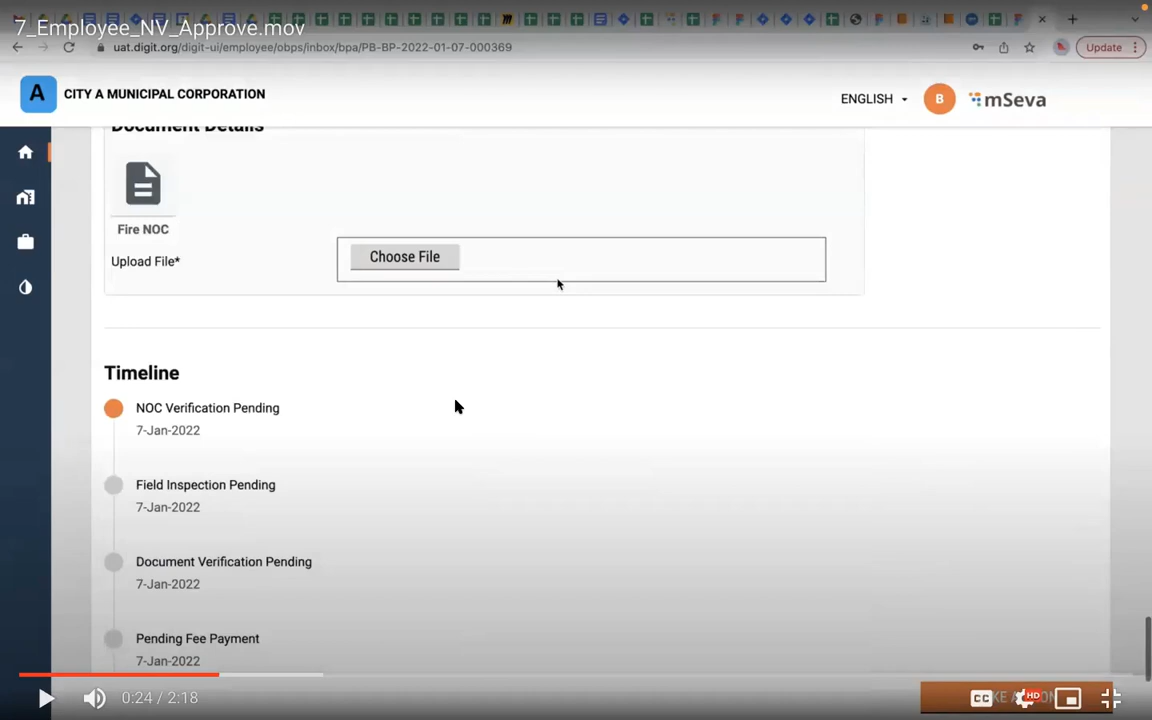 7_Employee_NV_Approve.mov
uat.digit.org/digit-ui/employee/obps/inbox/bpa/PB-BP-2022-01-07-000369
Update
A
CITY A MUNICIPAL CORPORATION
ENGLISH
B
mSeva
Document Details
Fire NOC
Upload File*
Choose File
Timeline
NOC Verification Pending
7-Jan-2022
Field Inspection Pending
7-Jan-2022
Document Verification Pending
7-Jan-2022
Pending Fee Payment
7-Jan-2022
0:24 / 2:18
CC
HD